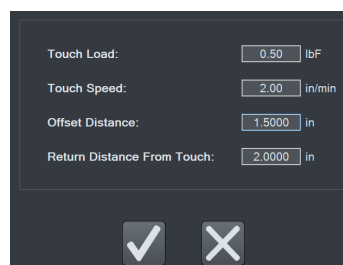 Touch Load: 0.50 lbF
Touch Speed: 2.00 in/min
Offset Distance: 1.5000 in
Return Distance From Touch: 2.0000 in